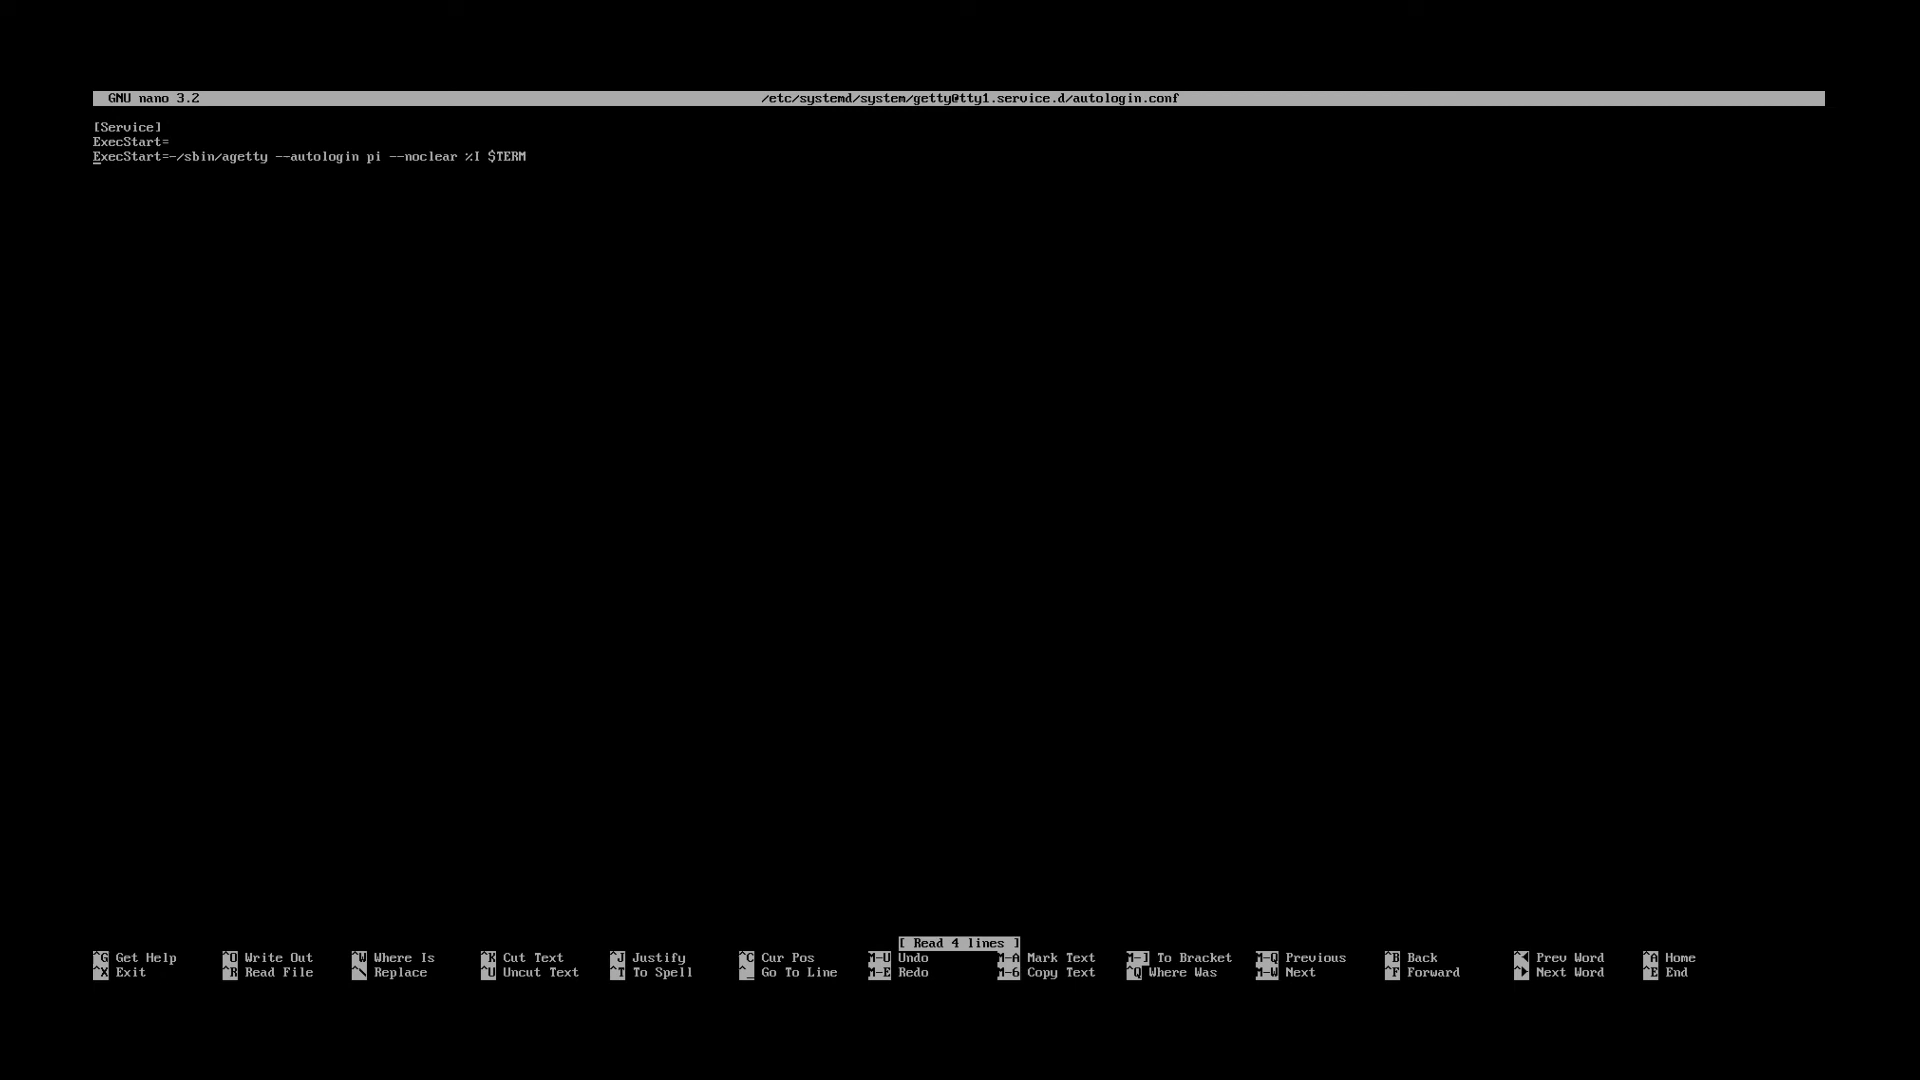 GNU nano 3.2 /etc/systemd/system/getty@tty1.service.d/autologin.conf
[Service]
ExecStart=
ExecStart=-/sbin/agetty --autologin pi --noclear %I $TERM
[ Read 4 lines ]
^G Get Help ^O Write Out ^W Where Is ^K Cut Text ^J Justify ^C Cur Pos M-U Undo M-A Mark Text M-] To Bracket M-Q Previous ^B Back ^◀ Prev Word ^A Home
^X Exit ^R Read File ^\ Replace ^U Uncut Text ^T To Spell ^_ Go To Line M-E Redo M-6 Copy Text ^Q Where Was M-W Next ^F Forward ^▶ Next Word ^E End